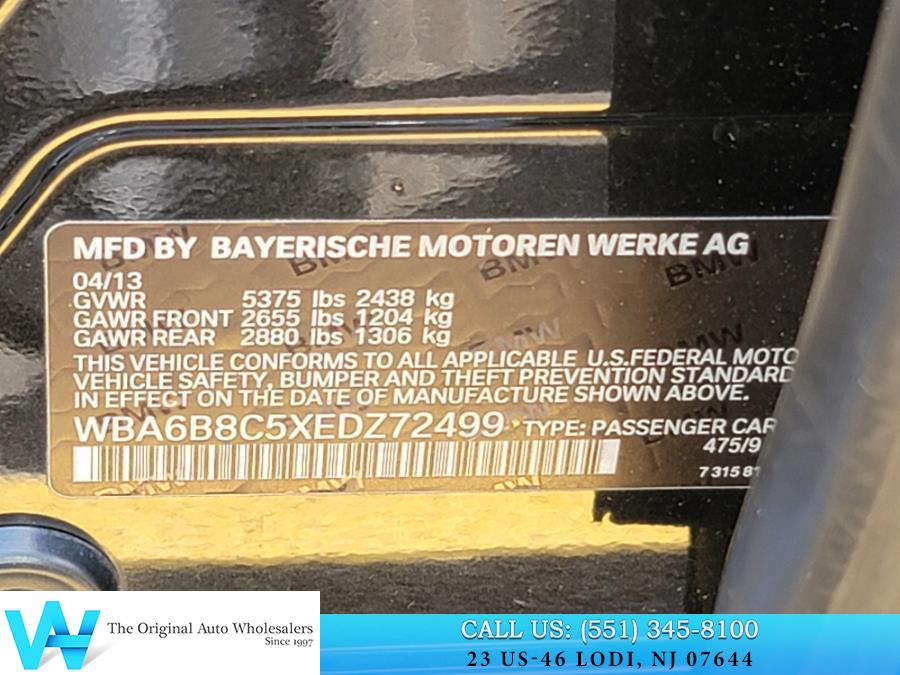 MFD BY BAYERISCHE MOTOREN WERKE AG
04/13
GVWR 5375 lbs 2438 kg
GAWR FRONT 2655 lbs 1204 kg
GAWR REAR 2880 lbs 1306 kg
THIS VEHICLE CONFORMS TO ALL APPLICABLE U.S.FEDERAL MOTO
VEHICLE SAFETY, BUMPER AND THEFT PREVENTION STANDARD
IN EFFECT ON THE DATE OF MANUFACTURE SHOWN ABOVE.
WBA6B8C5XEDZ72499 TYPE: PASSENGER CAR
475/9
7 315 81
The Original Auto Wholesalers
Since 1997
CALL US: (551) 345-8100
23 US-46 LODI, NJ 07644